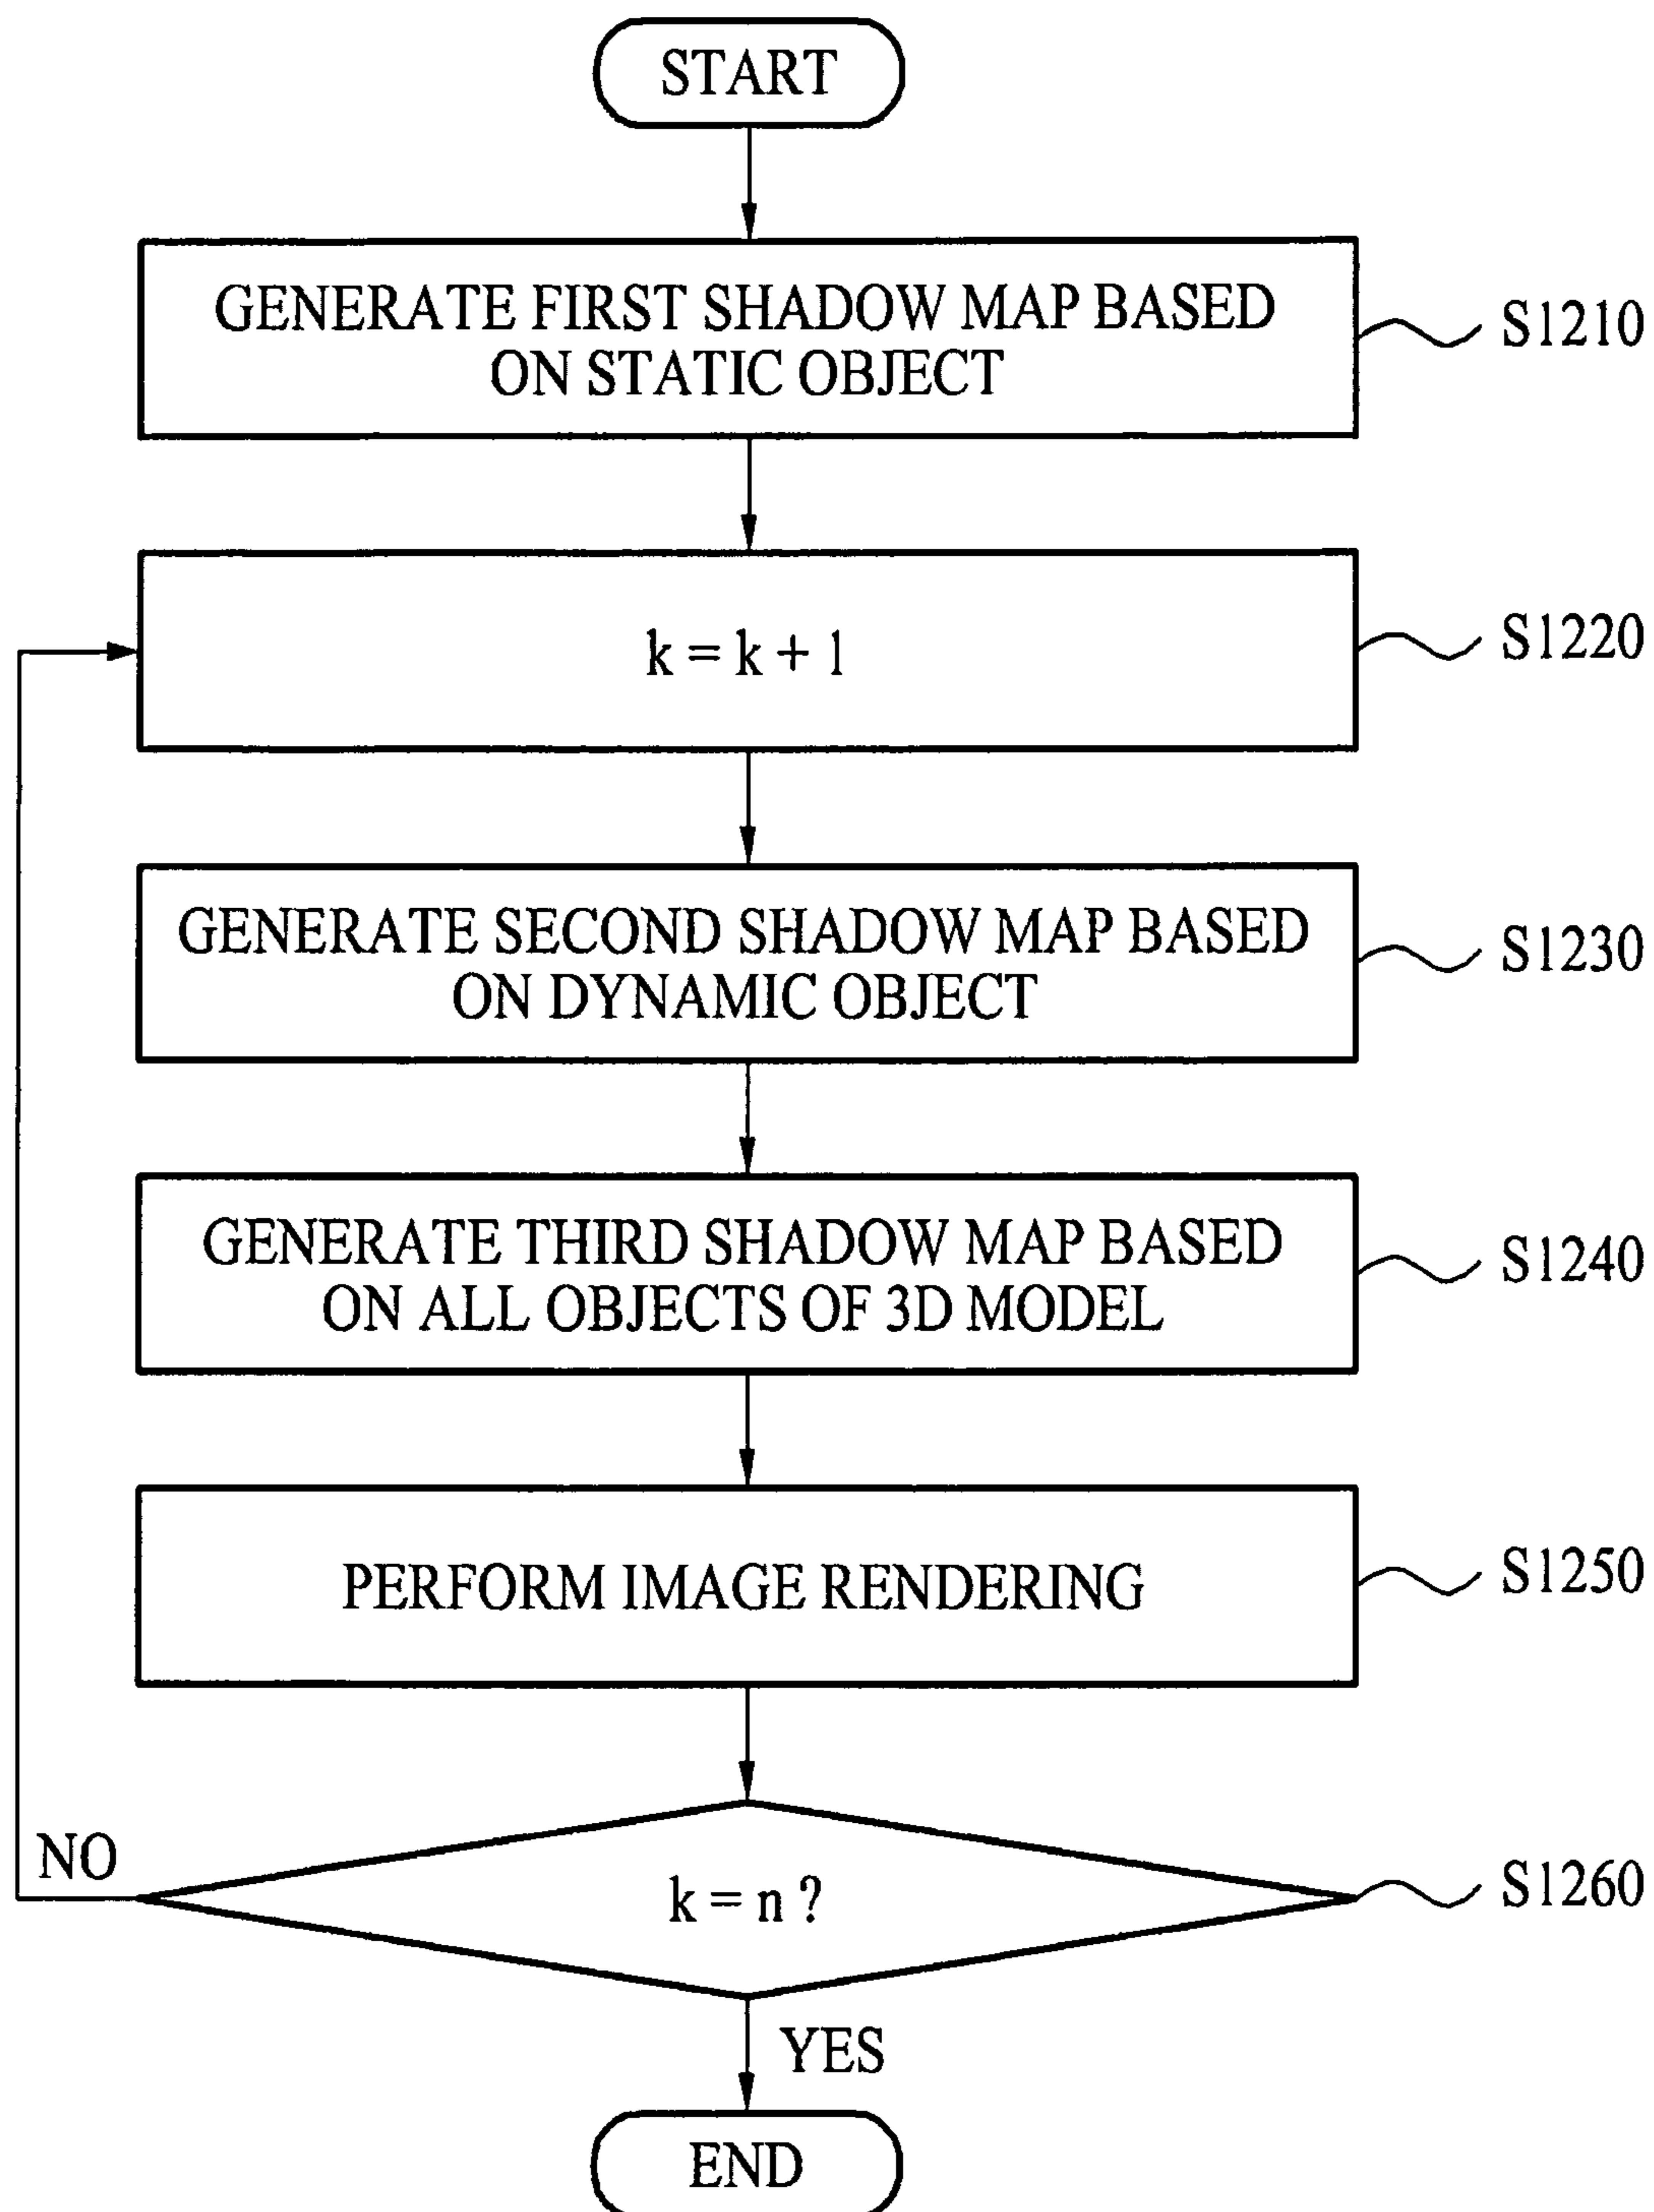 START
GENERATE FIRST SHADOW MAP BASED
ON STATIC OBJECT
S1210
k = k + 1
S1220
GENERATE SECOND SHADOW MAP BASED
ON DYNAMIC OBJECT
S1230
GENERATE THIRD SHADOW MAP BASED
ON ALL OBJECTS OF 3D MODEL
S1240
PERFORM IMAGE RENDERING
S1250
NO
k = n ?
S1260
YES
END